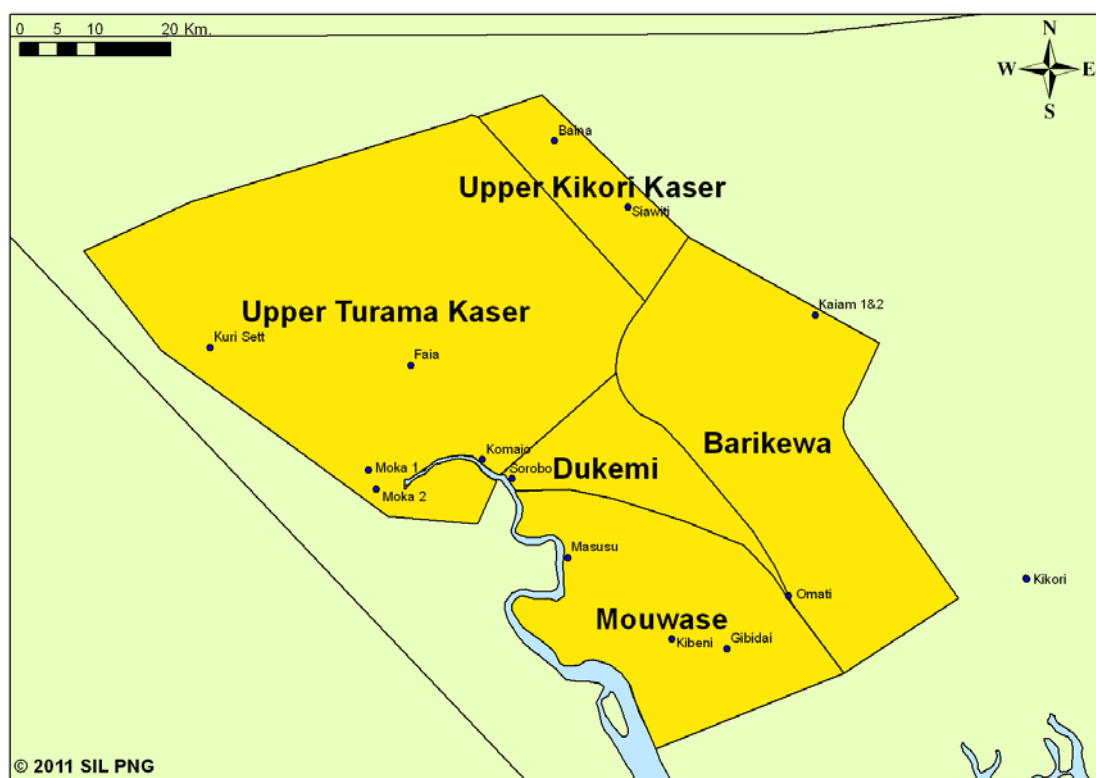 0 5 10 20 Km.
N
W E
S
Baina
Upper Kikori Kaser
Siawiti
Upper Turama Kaser
Kaiam 1&2
Kuri Sett
Faia
Barikewa
Komaio
Dukemi
Sorobo
Moka 1
Moka 2
Masusu
Kikori
Omati
Mouwase
Kibeni
Gibidai
© 2011 SIL PNG